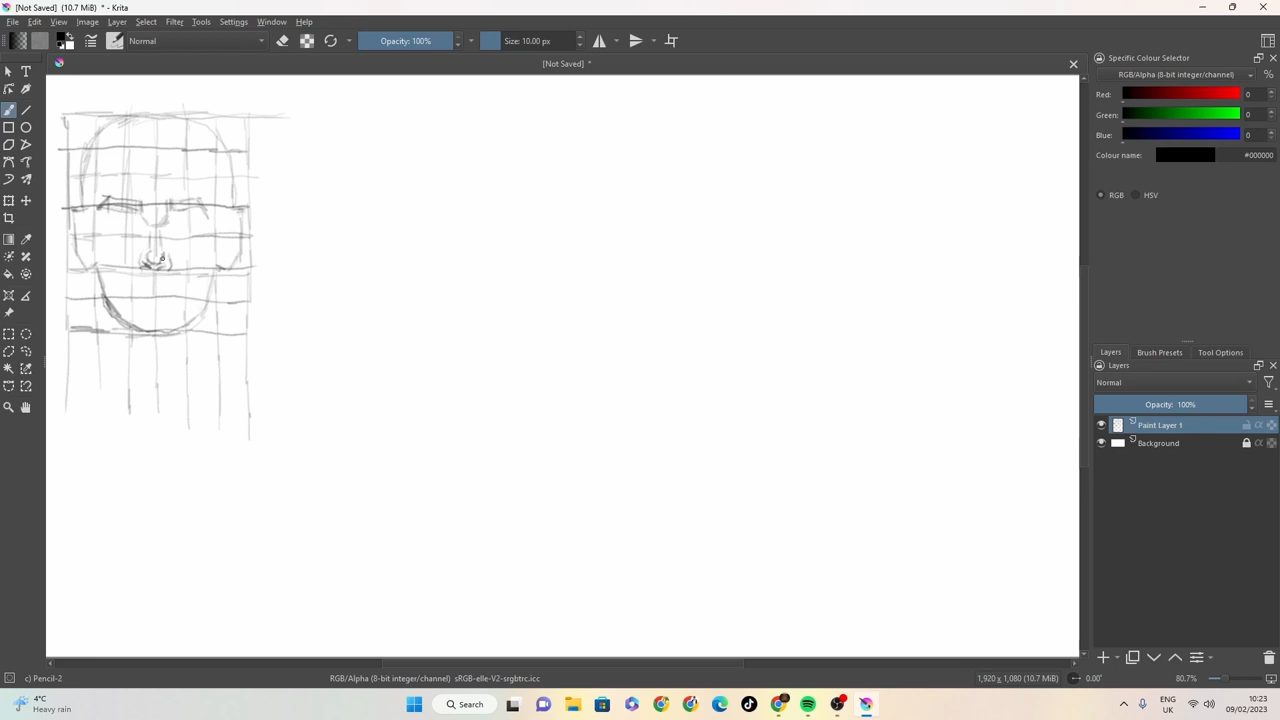 [Not Saved] (10.7 MiB) * - Krita
File Edit View Image Layer Select Filter Tools Settings Window Help
Normal Opacity: 100% Size: 10.00 px
[Not Saved] *
Specific Colour Selector
RGB/Alpha (8-bit integer/channel) %
Red: 0
Green: 0
Blue: 0
Colour name: #000000
RGB HSV
Layers Brush Presets Tool Options
Layers
Normal
Opacity: 100%
Paint Layer 1
Background
c) Pencil-2 RGB/Alpha (8-bit integer/channel) sRGB-elle-V2-srgbtrc.icc 1,920 x 1,080 (10.7 MiB) 0.00° 80.7%
4°C
Heavy rain
Search
ENG
UK
10:23
09/02/2023